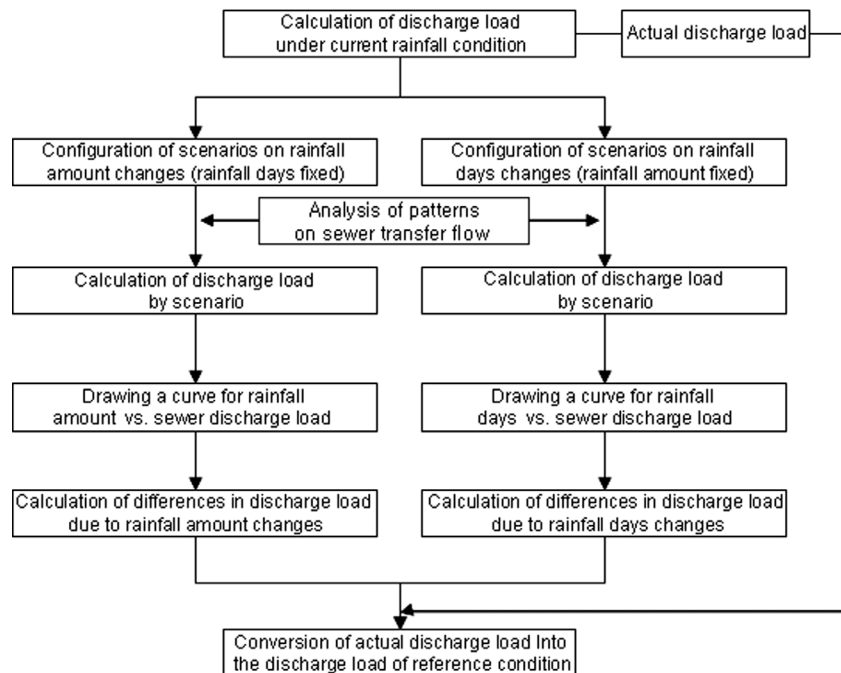 Calculation of discharge load
under current rainfall condition
Actual discharge load
Configuration of scenarios on rainfall
amount changes (rainfall days fixed)
Configuration of scenarios on rainfall
days changes (rainfall amount fixed)
Analysis of patterns
on sewer transfer flow
Calculation of discharge load
by scenario
Calculation of discharge load
by scenario
Drawing a curve for rainfall
amount vs. sewer discharge load
Drawing a curve for rainfall
days vs. sewer discharge load
Calculation of differences in discharge load
due to rainfall amount changes
Calculation of differences in discharge load
due to rainfall days changes
Conversion of actual discharge load Into
the discharge load of reference condition